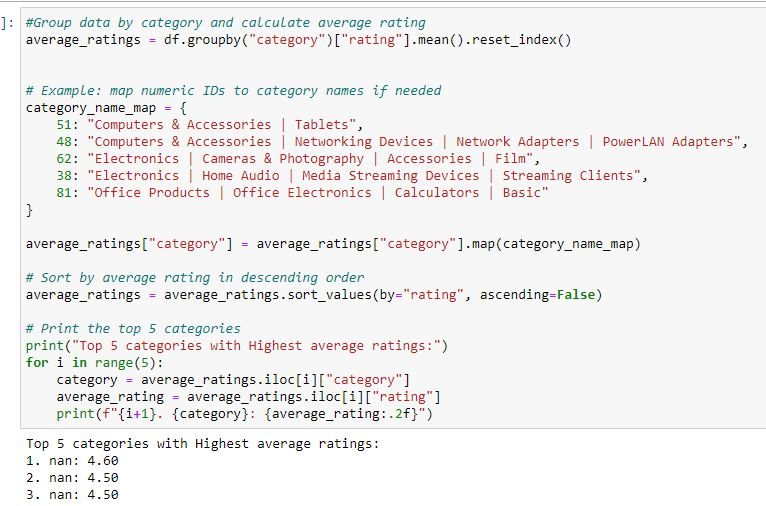 ]: #Group data by category and calculate average rating
average_ratings = df.groupby("category")["rating"].mean().reset_index()
# Example: map numeric IDs to category names if needed
category_name_map = {
51: "Computers & Accessories | Tablets",
48: "Computers & Accessories | Networking Devices | Network Adapters | PowerLAN Adapters",
62: "Electronics | Cameras & Photography | Accessories | Film",
38: "Electronics | Home Audio | Media Streaming Devices | Streaming Clients",
81: "Office Products | Office Electronics | Calculators | Basic"
}
average_ratings["category"] = average_ratings["category"].map(category_name_map)
# Sort by average rating in descending order
average_ratings = average_ratings.sort_values(by="rating", ascending=False)
# Print the top 5 categories
print("Top 5 categories with Highest average ratings:")
for i in range(5):
category = average_ratings.iloc[i]["category"]
average_rating = average_ratings.iloc[i]["rating"]
print(f"{i+1}. {category}: {average_rating:.2f}")
Top 5 categories with Highest average ratings:
1. nan: 4.60
2. nan: 4.50
3. nan: 4.50